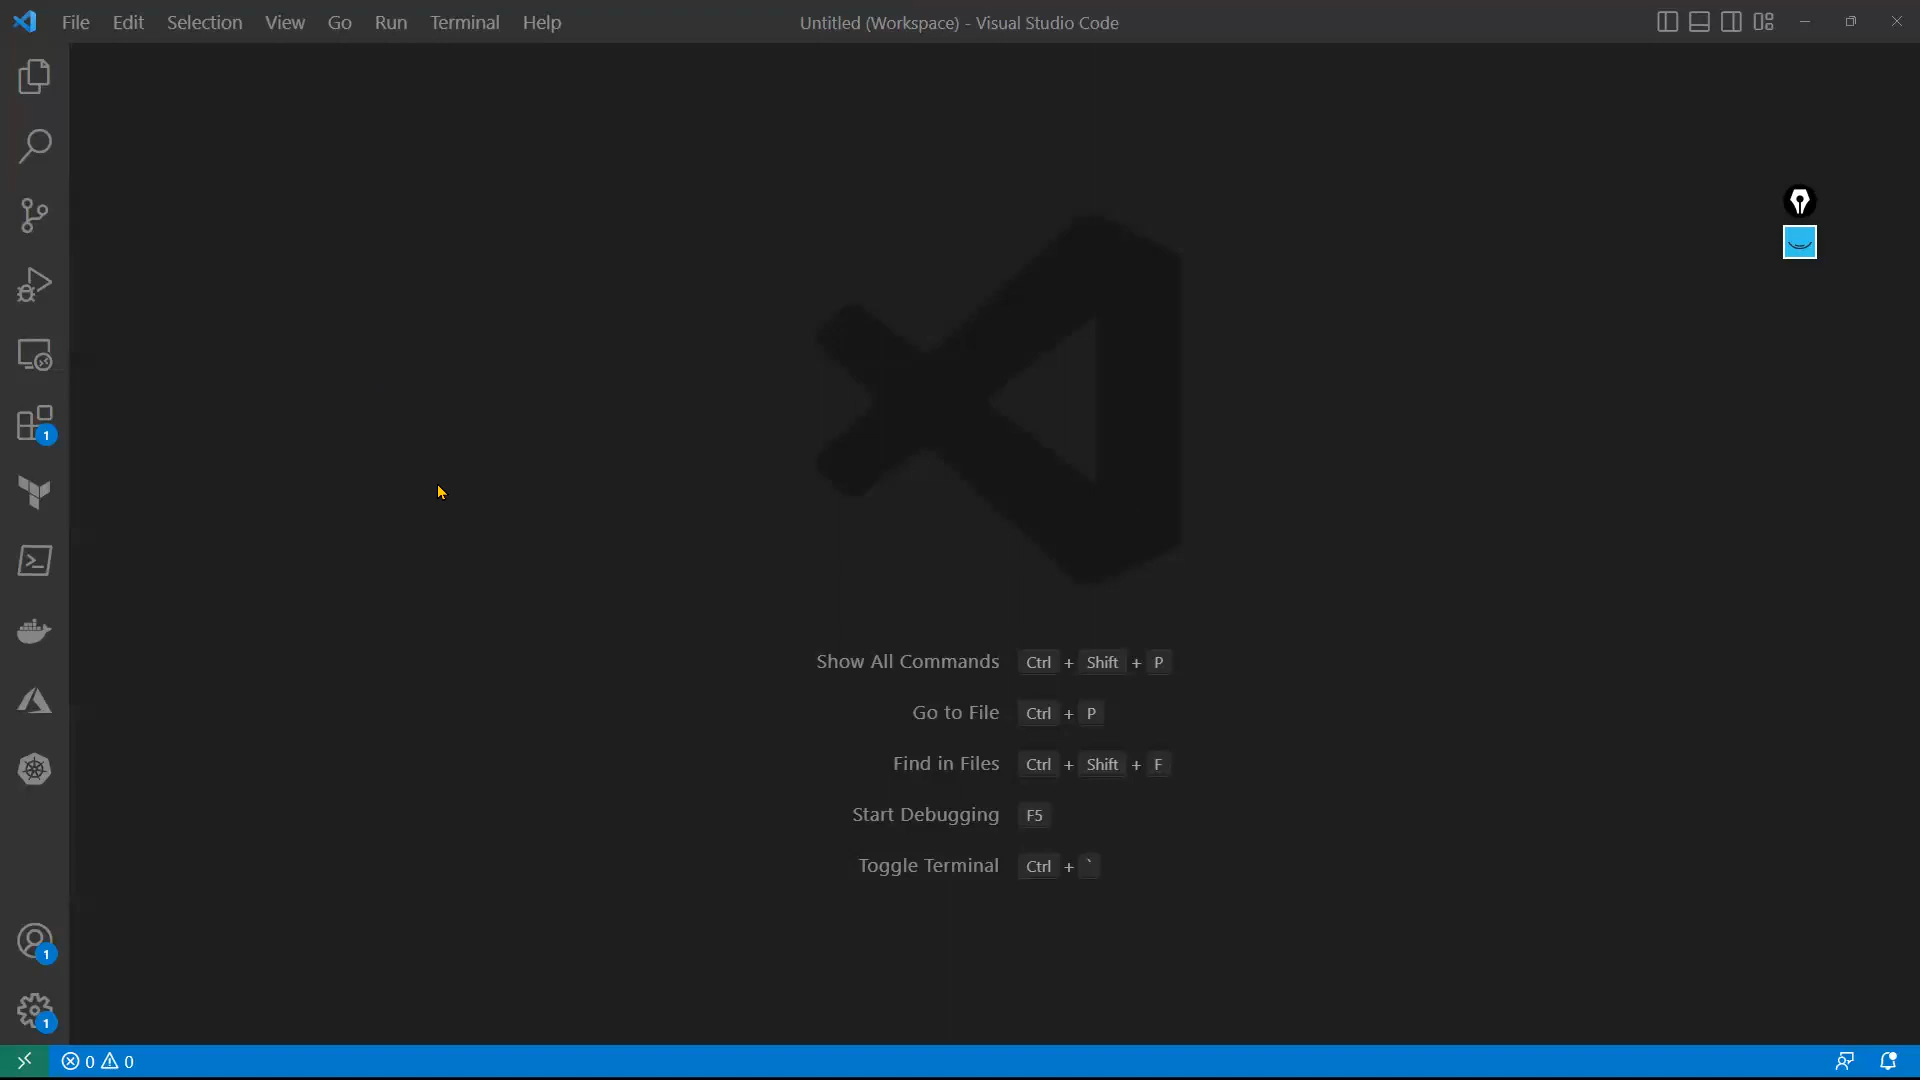 File Edit Selection View Go Run Terminal Help
Untitled (Workspace) - Visual Studio Code
1
Show All Commands Ctrl + Shift + P
Go to File Ctrl + P
Find in Files Ctrl + Shift + F
Start Debugging F5
Toggle Terminal Ctrl + `
1
1
0 0